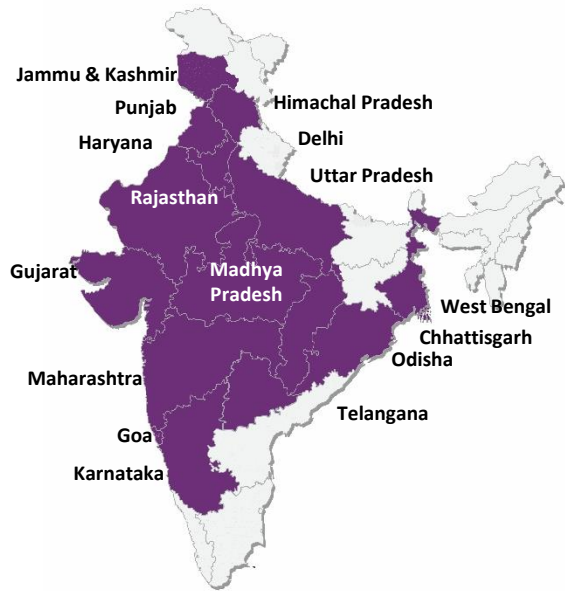 Jammu & Kashmir
Punjab
Himachal Pradesh
Haryana
Delhi
Uttar Pradesh
Rajasthan
Gujarat
Madhya
Pradesh
West Bengal
Chhattisgarh
Odisha
Maharashtra
Telangana
Goa
Karnataka